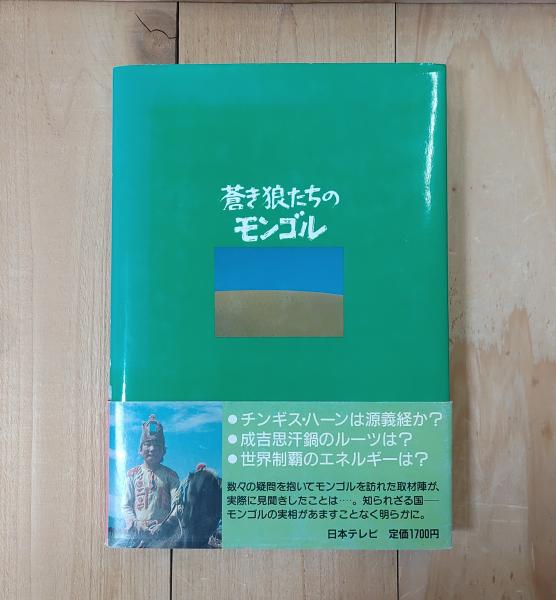 蒼き狼たちの
モンゴル
●チンギス・ハーンは源義経か?
●成吉思汗鍋のルーツは?
●世界制覇のエネルギーは?
数々の疑問を抱いてモンゴルを訪れた取材陣が、
実際に見聞きしたことは……。知られざる国──
モンゴルの実相があますことなく明らかに。
日本テレビ 定価1700円